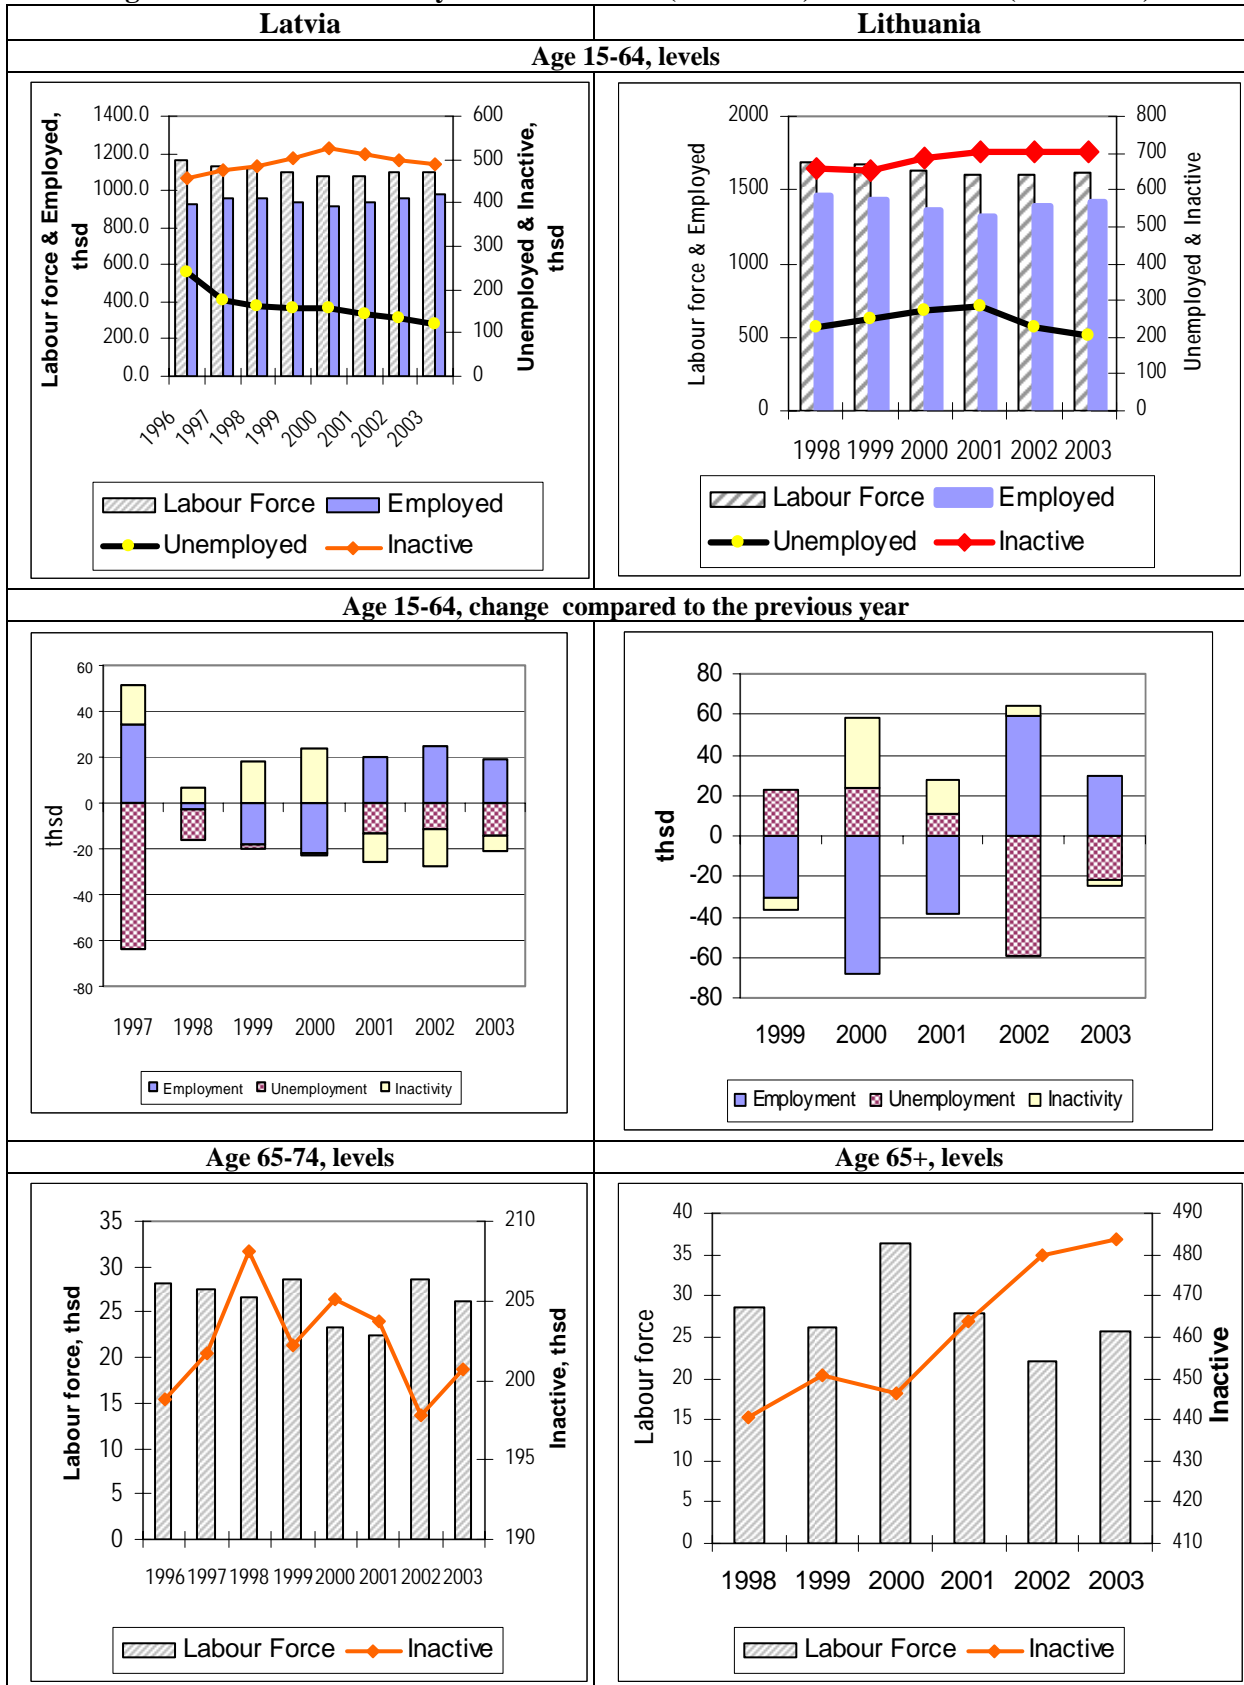 Latvia
Lithuania
Age 15-64, levels
Labour force & Employed, thsd
1400.0
1200.0
1000.0
800.0
600.0
400.0
200.0
0.0
600
500
400
300
200
100
0
Unemployed & Inactive, thsd
1996 1997 1998 1999 2000 2001 2002 2003
Labour Force Employed
Unemployed Inactive
Labour force & Employed
2000
1500
1000
500
0
800
700
600
500
400
300
200
100
0
Unemployed & Inactive
1998 1999 2000 2001 2002 2003
Labour Force Employed
Unemployed Inactive
Age 15-64, change compared to the previous year
thsd
60
40
20
0
-20
-40
-60
-80
1997 1998 1999 2000 2001 2002 2003
Employment Unemployment Inactivity
thsd
80
60
40
20
0
-20
-40
-60
-80
1999 2000 2001 2002 2003
Employment Unemployment Inactivity
Age 65-74, levels
Age 65+, levels
Labour force, thsd
35
30
25
20
15
10
5
0
210
205
200
195
190
Inactive, thsd
1996 1997 1998 1999 2000 2001 2002 2003
Labour Force Inactive
Labour force
40
35
30
25
20
15
10
5
0
490
480
470
460
450
440
430
420
410
Inactive
1998 1999 2000 2001 2002 2003
Labour Force Inactive